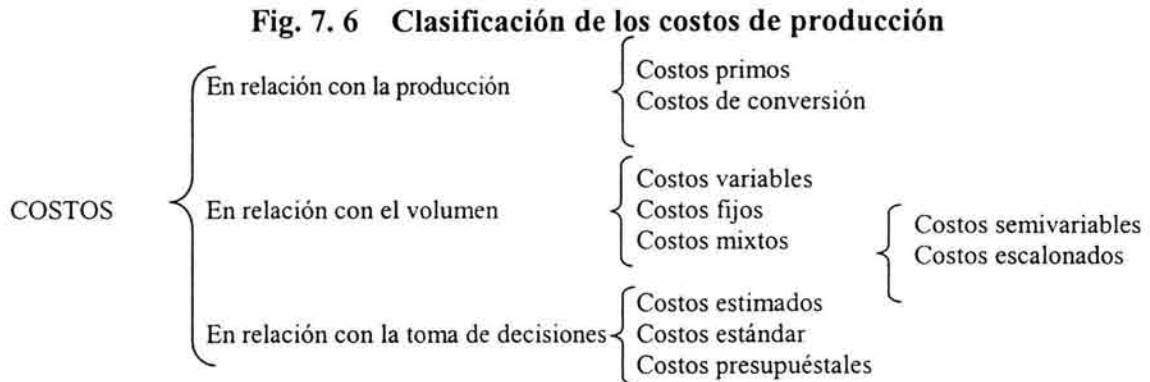 Fig. 7. 6 Clasificación de los costos de producción
COSTOS
En relación con la producción
Costos primos
Costos de conversión
En relación con el volumen
Costos variables
Costos fijos
Costos mixtos
Costos semivariables
Costos escalonados
En relación con la toma de decisiones
Costos estimados
Costos estándar
Costos presupuéstales